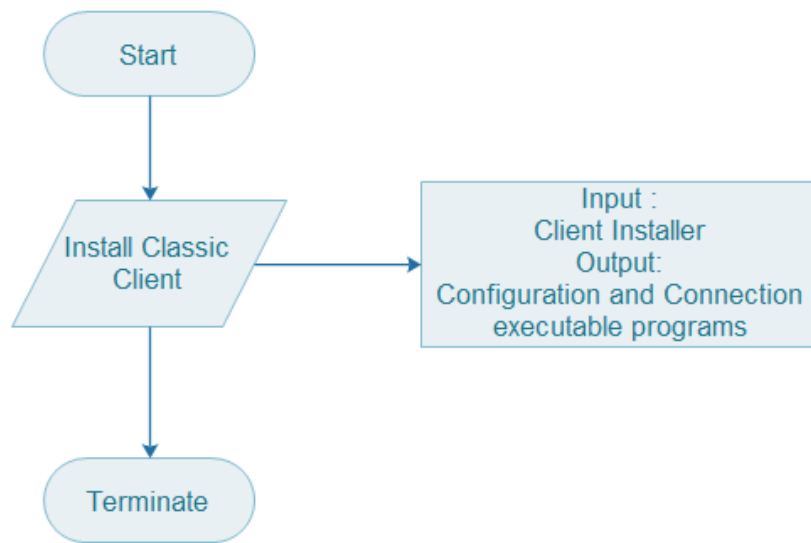 Start
Install Classic
Client
Input :
Client Installer
Output:
Configuration and Connection
executable programs
Terminate